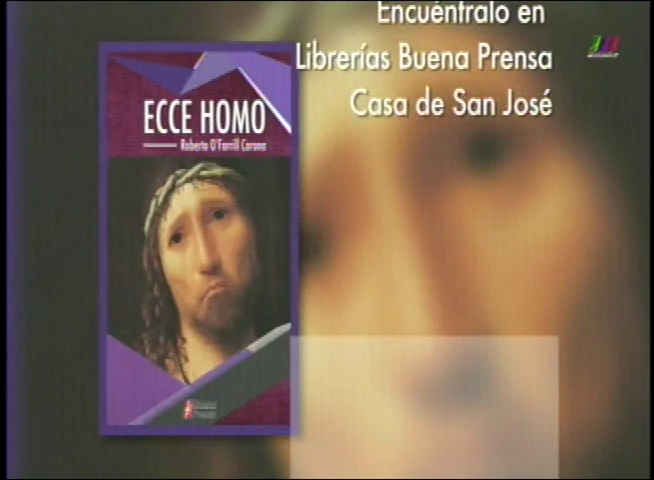 Encuéntralo en
Librerías Buena Prensa
Casa de San José
ECCE HOMO
Roberto O'Farrill Corona